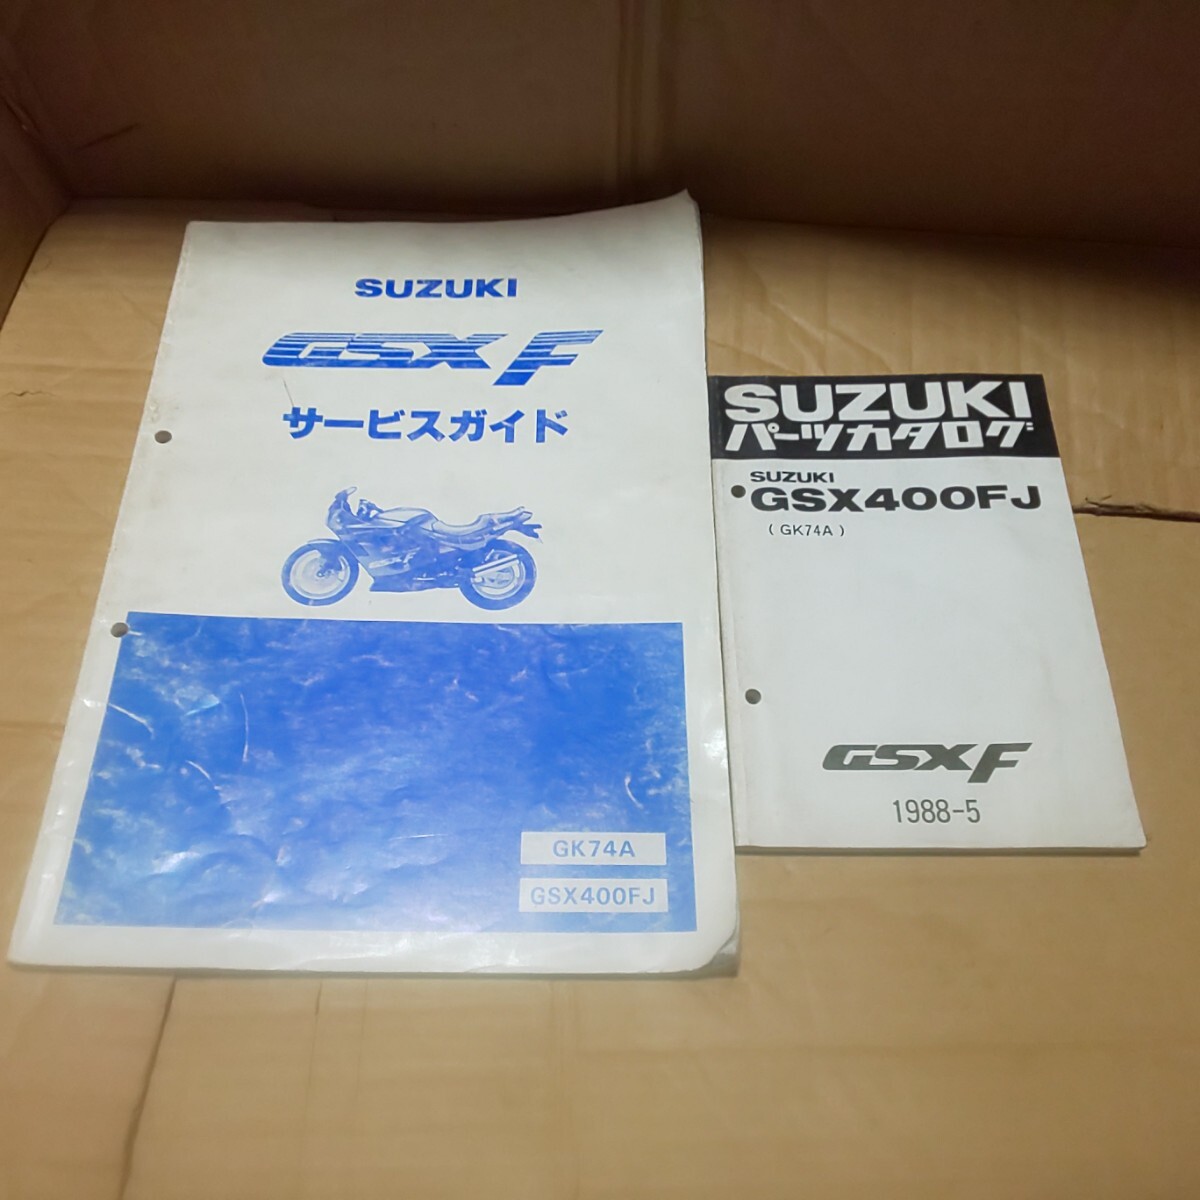 SUZUKI
GSX F
サービスガイド
GK74A
GSX400FJ
SUZUKI
パーツカタログ
SUZUKI
GSX400FJ
( GK74A )
GSX F
1988-5